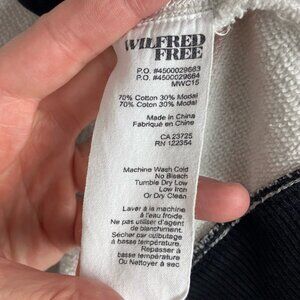 WILFRED
FREE
P.O. #4500029663
P.O. #4500029664
MWC15
70% Cotton 30% Modal
70% Coton 30% Modal
Made in China
Fabriqué en Chine
CA 23725
RN 122354
Machine Wash Cold
No Bleach
Tumble Dry Low
Low Iron
Or Dry Clean
Laver à la machine
à l'eau froide.
Ne pas utiliser d'agent
de blanchiment.
Sécher par culbutage
à basse température.
Repasser à
basse température
Ou Nettoyer à sec